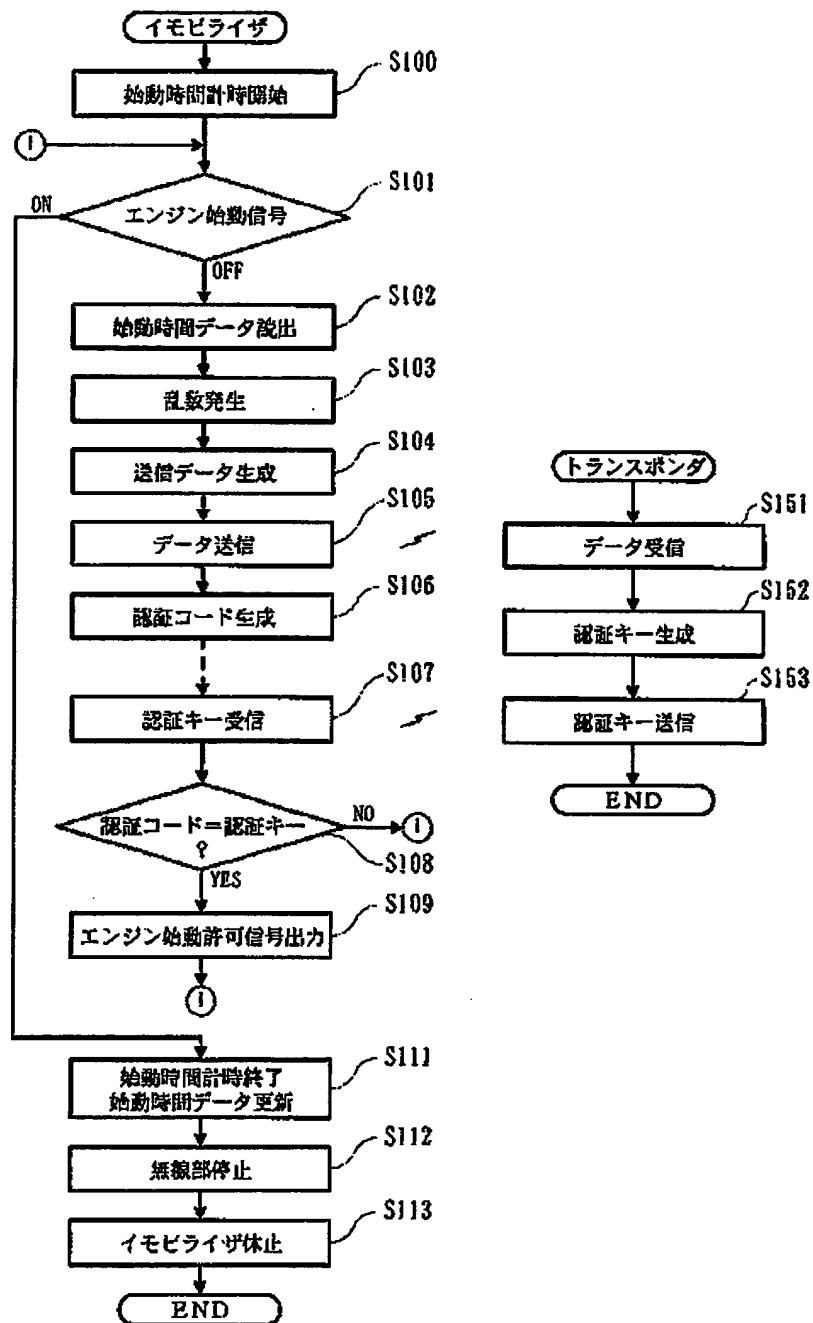 イモビライザ
S100
始動時間計時開始
1
S101
エンジン始動信号
ON
OFF
S102
始動時間データ読出
S103
乱数発生
S104
送信データ生成
S105
データ送信
S106
認証コード生成
S107
認証キー受信
認証コード＝認証キー
?
NO
1
S108
YES
S109
エンジン始動許可信号出力
1
S111
始動時間計時終了
始動時間データ更新
S112
無線部停止
S113
イモビライザ休止
END
トランスポンダ
S151
データ受信
S152
認証キー生成
S153
認証キー送信
END